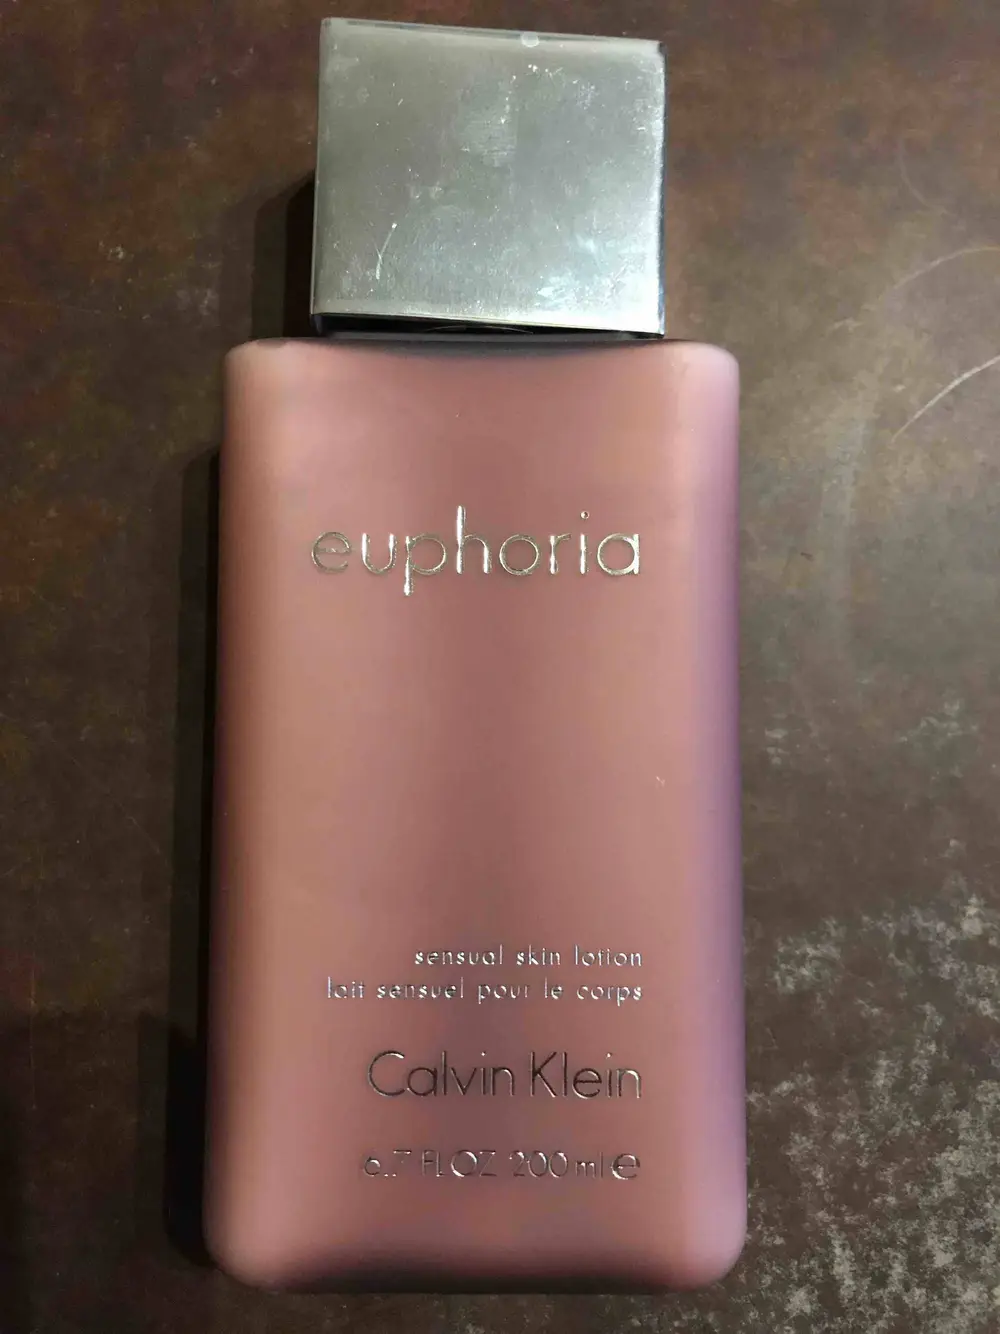 euphoria
sensual skin lotion
lait sensuel pour le corps
Calvin Klein
6.7 FL OZ 200 ml e